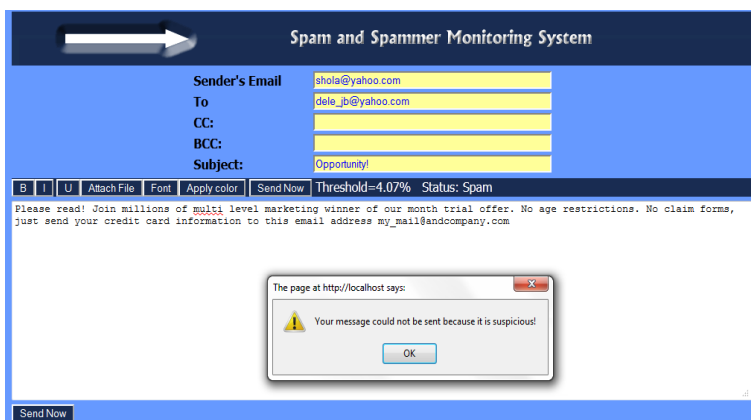 Spam and Spammer Monitoring System
Sender's Email shola@yahoo.com
To dele_jb@yahoo.com
CC:
BCC:
Subject: Opportunity!
B I U Attach File Font Apply color Send Now Threshold=4.07% Status: Spam
Please read! Join millions of multi level marketing winner of our month trial offer. No age restrictions. No claim forms,
just send your credit card information to this email address my_mail@andcompany.com
The page at http://localhost says:
Your message could not be sent because it is suspicious!
OK
Send Now